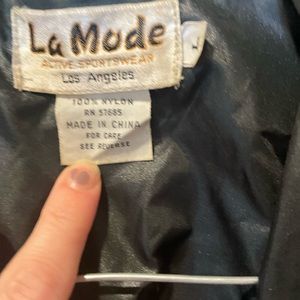 La Mode
ACTIVE SPORTSWEAR
Los Angeles
L
100% NYLON
RN 57685
MADE IN CHINA
FOR CARE
SEE REVERSE